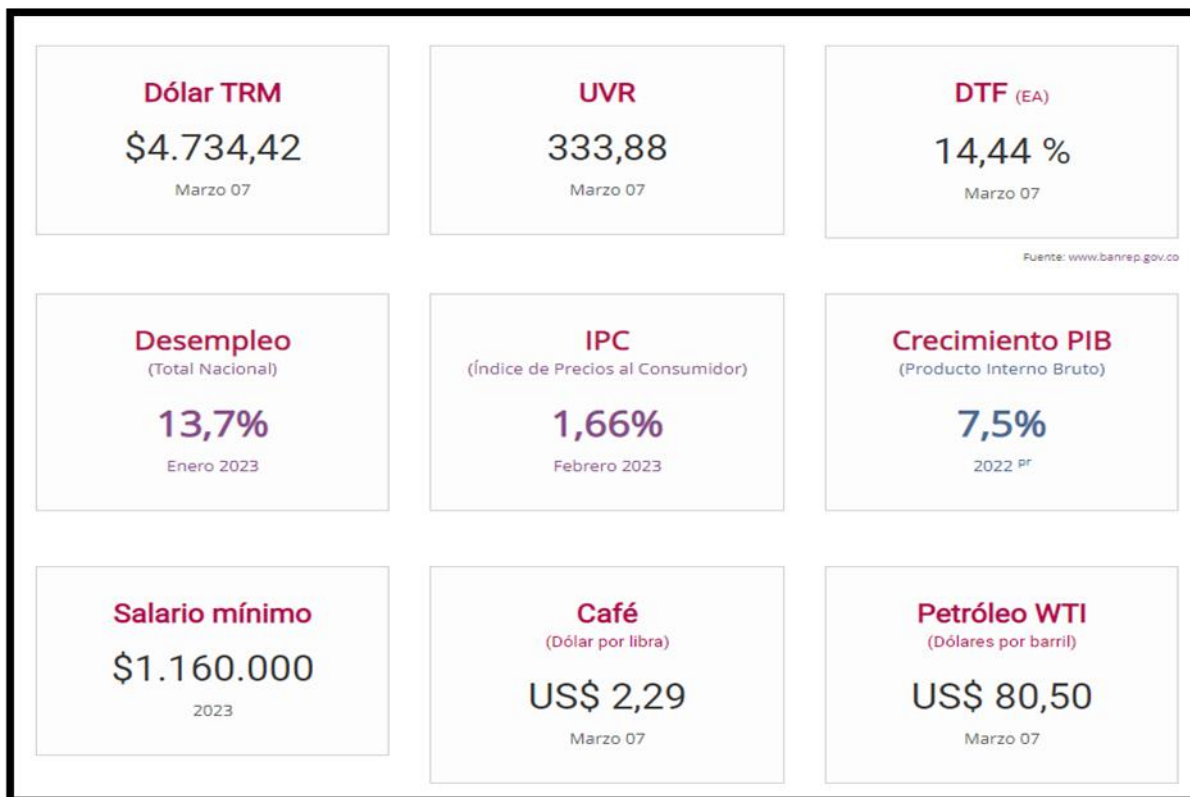 Dólar TRM
$4.734,42
Marzo 07
UVR
333,88
Marzo 07
DTF (EA)
14,44 %
Marzo 07
Fuente: www.banrep.gov.co
Desempleo
(Total Nacional)
13,7%
Enero 2023
IPC
(Índice de Precios al Consumidor)
1,66%
Febrero 2023
Crecimiento PIB
(Producto Interno Bruto)
7,5%
2022 pr
Salario mínimo
$1.160.000
2023
Café
(Dólar por libra)
US$ 2,29
Marzo 07
Petróleo WTI
(Dólares por barril)
US$ 80,50
Marzo 07